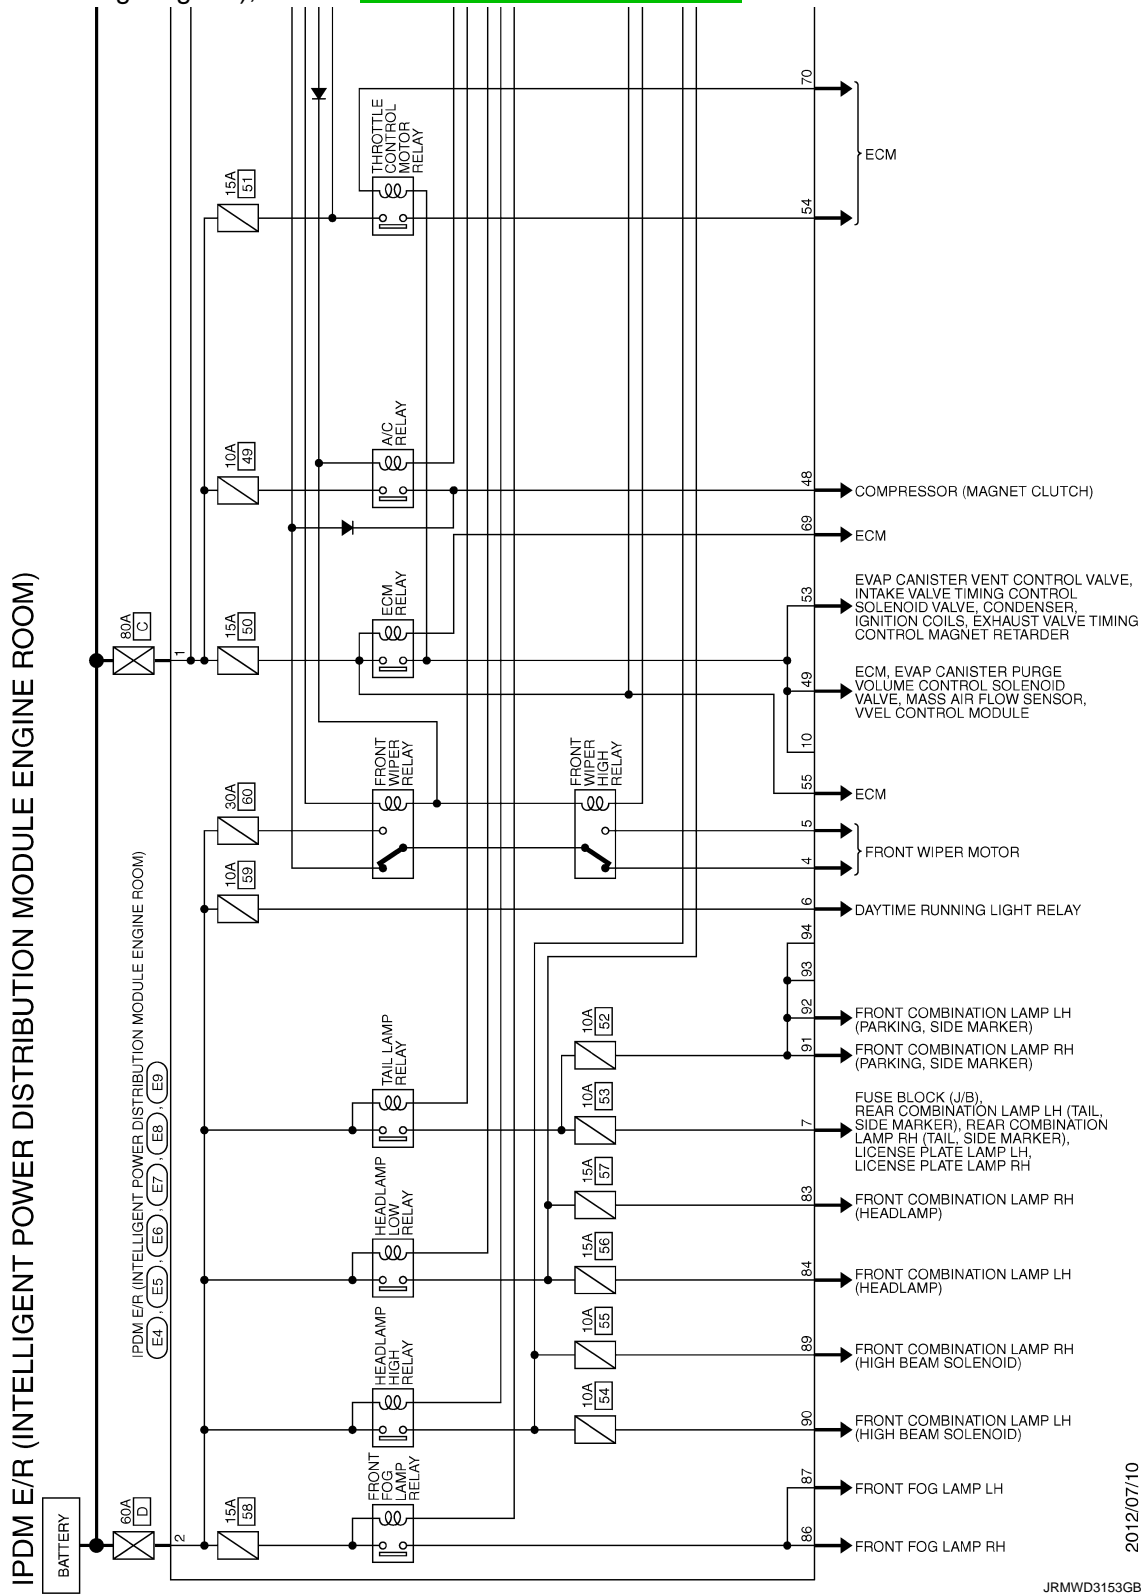 IPDM E/R (INTELLIGENT POWER DISTRIBUTION MODULE ENGINE ROOM)
BATTERY
60A
D
80A
C
IPDM E/R (INTELLIGENT POWER DISTRIBUTION MODULE ENGINE ROOM)
E4 , E5 , E6 , E7 , E8 , E9
2
1
15A
58
10A
59
30A
60
15A
50
10A
49
15A
51
FRONT
FOG
LAMP
RELAY
HEADLAMP
HIGH
RELAY
HEADLAMP
LOW
RELAY
TAIL LAMP
RELAY
FRONT
WIPER
RELAY
ECM
RELAY
A/C
RELAY
THROTTLE
CONTROL
MOTOR
RELAY
FRONT
WIPER
HIGH
RELAY
10A
54
10A
55
15A
56
15A
57
10A
53
10A
52
70
54
ECM
48
COMPRESSOR (MAGNET CLUTCH)
69
ECM
53
EVAP CANISTER VENT CONTROL VALVE,
INTAKE VALVE TIMING CONTROL
SOLENOID VALVE, CONDENSER,
IGNITION COILS, EXHAUST VALVE TIMING
CONTROL MAGNET RETARDER
49
ECM, EVAP CANISTER PURGE
VOLUME CONTROL SOLENOID
VALVE, MASS AIR FLOW SENSOR,
VVEL CONTROL MODULE
10
55
ECM
5
4
FRONT WIPER MOTOR
6
DAYTIME RUNNING LIGHT RELAY
94
93
92
FRONT COMBINATION LAMP LH
(PARKING, SIDE MARKER)
91
FRONT COMBINATION LAMP RH
(PARKING, SIDE MARKER)
7
FUSE BLOCK (J/B),
REAR COMBINATION LAMP LH (TAIL,
SIDE MARKER), REAR COMBINATION
LAMP RH (TAIL, SIDE MARKER),
LICENSE PLATE LAMP LH,
LICENSE PLATE LAMP RH
83
FRONT COMBINATION LAMP RH
(HEADLAMP)
84
FRONT COMBINATION LAMP LH
(HEADLAMP)
89
FRONT COMBINATION LAMP RH
(HIGH BEAM SOLENOID)
90
FRONT COMBINATION LAMP LH
(HIGH BEAM SOLENOID)
87
FRONT FOG LAMP LH
86
FRONT FOG LAMP RH
2012/07/10
JRMWD3153GB